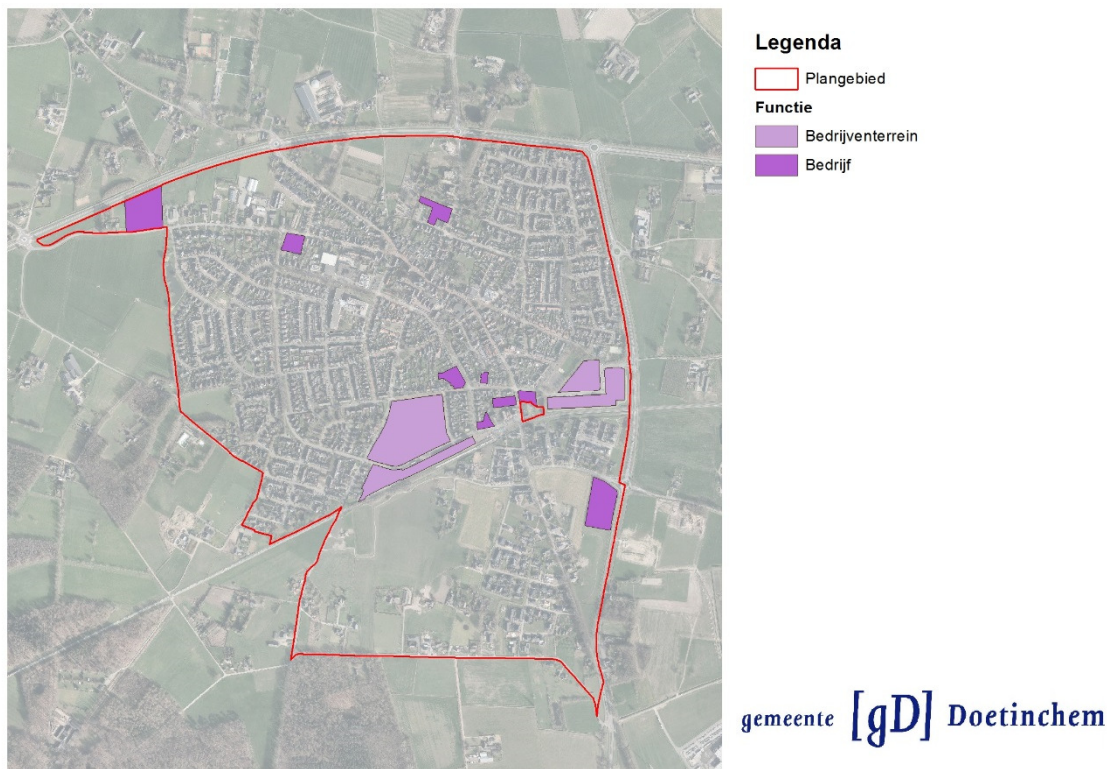 Legenda
Plangebied
Functie
Bedrijventerrein
Bedrijf
gemeente [gD] Doetinchem